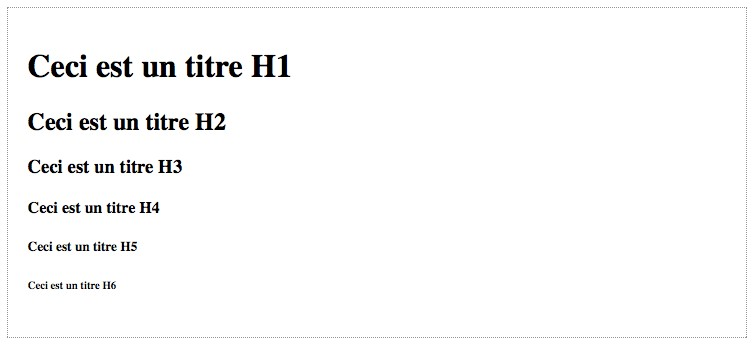 Ceci est un titre H1
Ceci est un titre H2
Ceci est un titre H3
Ceci est un titre H4
Ceci est un titre H5
Ceci est un titre H6